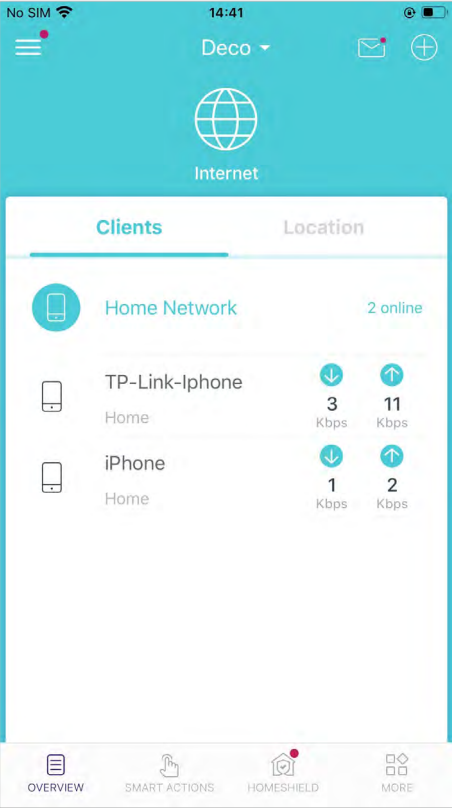 No SIM 14:41
Deco
Internet
Clients Location
Home Network 2 online
TP-Link-Iphone
3 11
Home Kbps Kbps
iPhone
1 2
Home Kbps Kbps
OVERVIEW SMART ACTIONS HOMESHIELD MORE